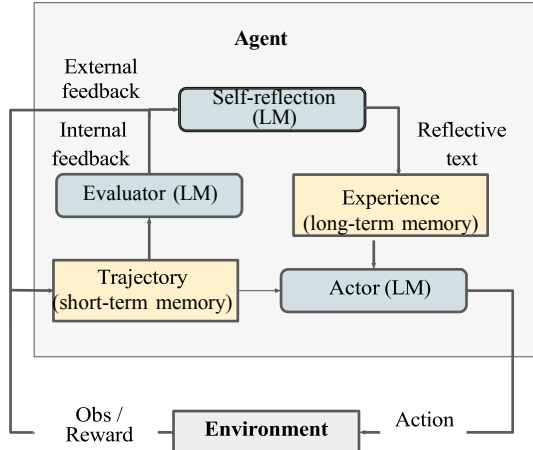 Agent
External
feedback
Self-reflection
(LM)
Internal
feedback
Reflective
text
Evaluator (LM)
Experience
(long-term memory)
Trajectory
(short-term memory)
Actor (LM)
Obs /
Reward
Environment
Action